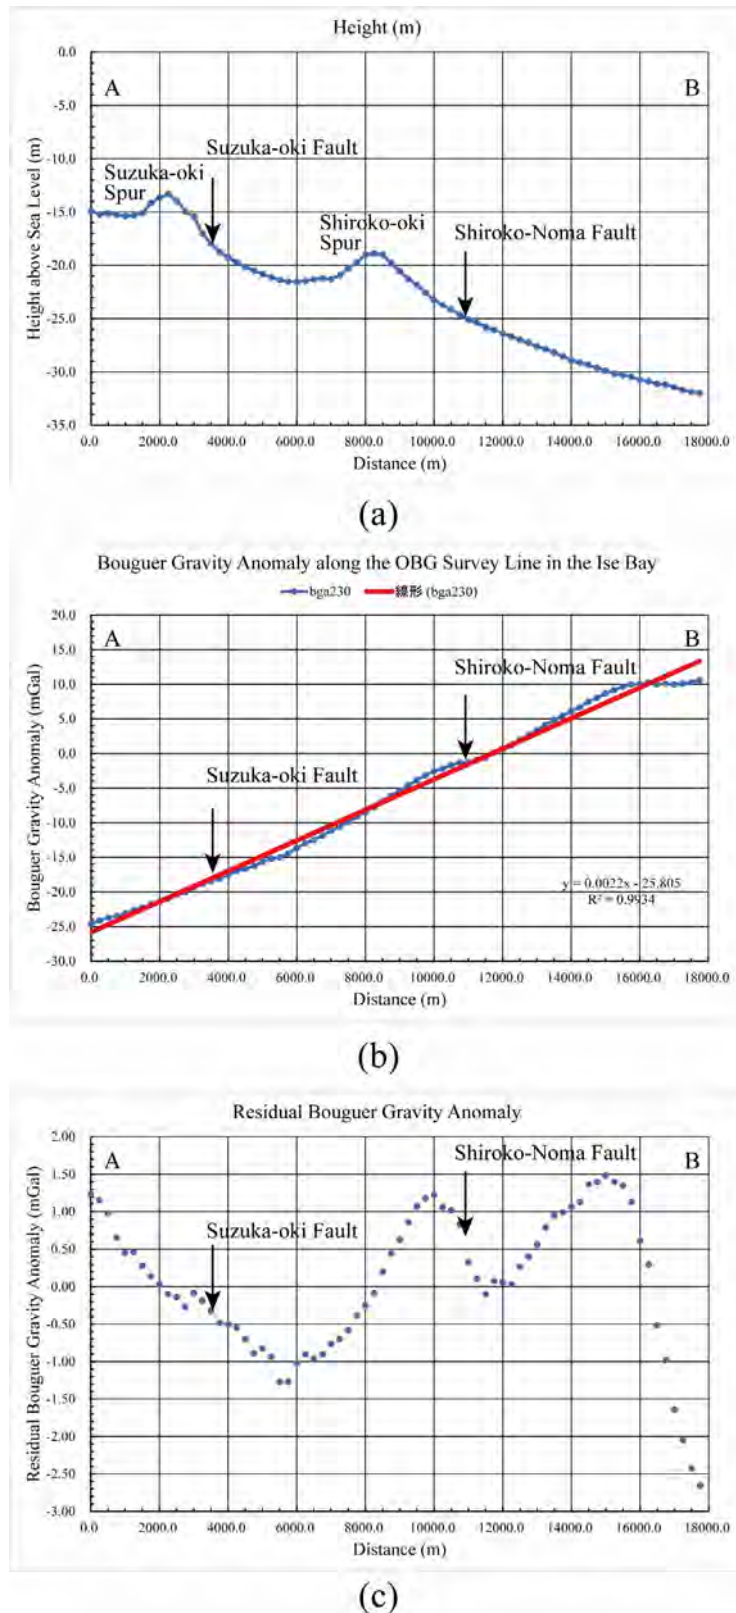 Height (m)
0.0
-5.0
-10.0
-15.0
-20.0
-25.0
-30.0
-35.0
Height above Sea Level (m)
A
B
Suzuka-oki Fault
Suzuka-oki
Spur
Shiroko-oki
Spur
Shiroko-Noma Fault
0.0 2000.0 4000.0 6000.0 8000.0 10000.0 12000.0 14000.0 16000.0 18000.0
Distance (m)
(a)
Bouguer Gravity Anomaly along the OBG Survey Line in the Ise Bay
bga230 線形 (bga230)
20.0
15.0
10.0
5.0
0.0
-5.0
-10.0
-15.0
-20.0
-25.0
-30.0
Bouguer Gravity Anomaly (mGal)
A
B
Shiroko-Noma Fault
Suzuka-oki Fault
y = 0.0022x - 25.805
R² = 0.9934
0.0 2000.0 4000.0 6000.0 8000.0 10000.0 12000.0 14000.0 16000.0 18000.0
Distance (m)
(b)
Residual Bouguer Gravity Anomaly
2.00
1.50
1.00
0.50
0.00
-0.50
-1.00
-1.50
-2.00
-2.50
-3.00
Residual Bouguer Gravity Anomaly (mGal)
A
B
Shiroko-Noma Fault
Suzuka-oki Fault
0.0 2000.0 4000.0 6000.0 8000.0 10000.0 12000.0 14000.0 16000.0 18000.0
Distance (m)
(c)